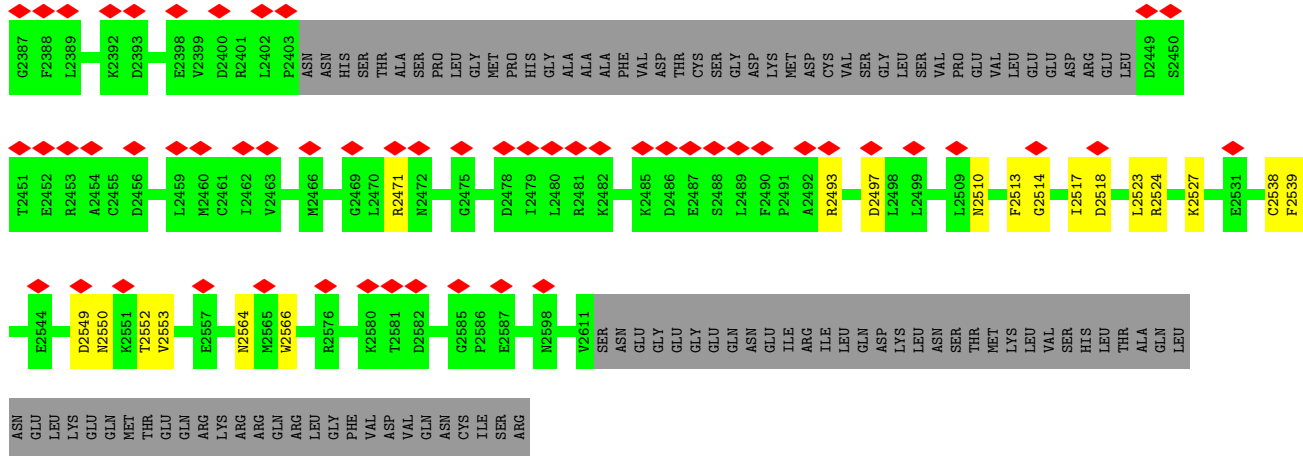 G2387 F2388 L2389 K2392 D2393 E2398 V2399 D2400 R2401 L2402 P2403 ASN ASN HIS SER THR ALA SER PRO LEU GLY MET PRO HIS GLY ALA ALA ALA PHE VAL ASP THR CYS SER GLY ASP LYS MET ASP CYS VAL SER GLY LEU SER VAL PRO GLU VAL LEU GLU GLU ASP ARG GLU LEU D2449 S2450
T2451 E2452 R2453 A2454 C2455 D2456 L2459 M2460 C2461 I2462 V2463 M2466 G2469 L2470 R2471 N2472 G2475 D2478 I2479 L2480 R2481 K2482 K2485 D2486 E2487 S2488 L2489 F2490 P2491 A2492 R2493 D2497 L2498 L2499 L2509 N2510 F2513 G2514 I2517 D2518 L2523 R2524 K2527 E2531 C2538 F2539
E2544 D2549 N2550 K2551 T2552 V2553 E2557 N2564 M2565 W2566 R2576 K2580 T2581 D2582 G2585 P2586 E2587 N2598 V2611 SER ASN GLU GLY GLU GLY GLU GLN ASN GLU ILE ARG ILE LEU GLN ASP LYS LEU ASN SER THR MET LYS LEU VAL SER HIS LEU THR ALA GLN LEU
ASN GLU LEU LYS GLU GLN MET THR GLU GLN ARG LYS ARG ARG GLN ARG LEU GLY PHE VAL ASP VAL GLN ASN CYS ILE SER ARG